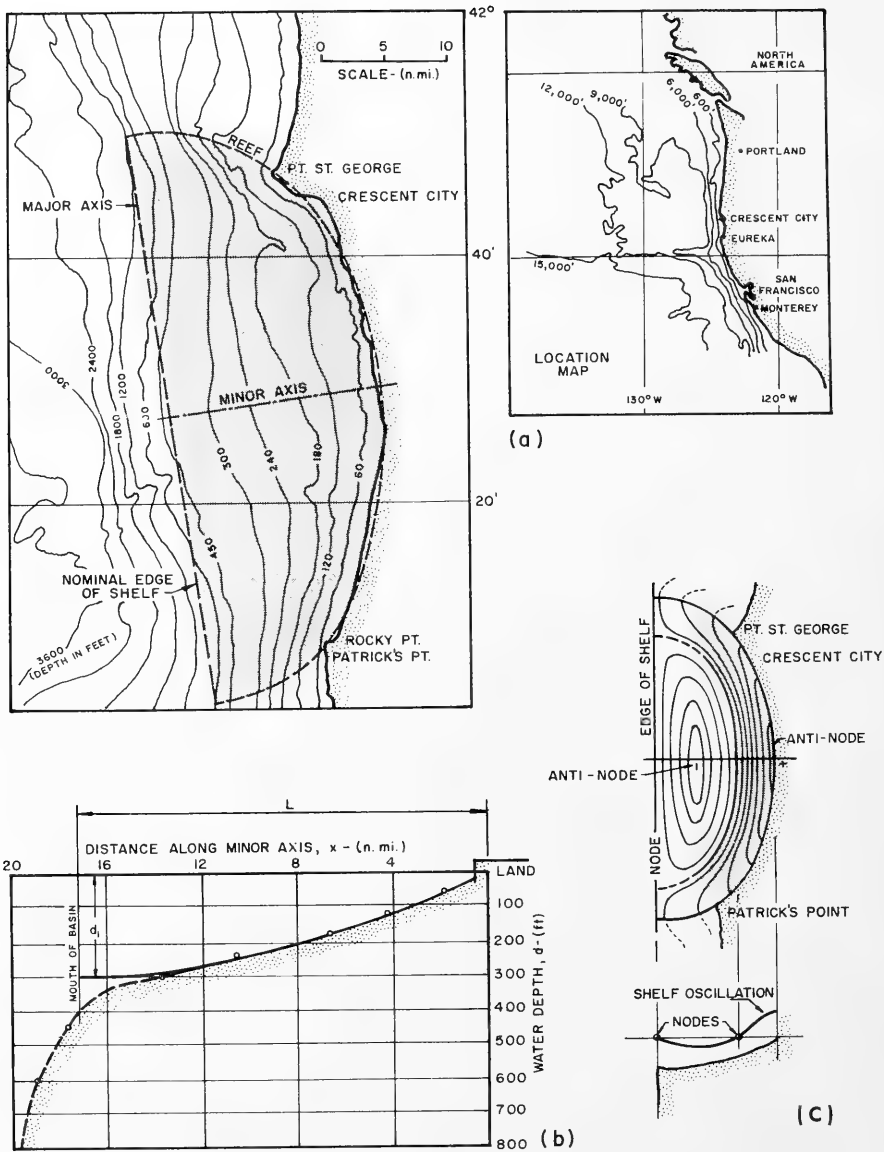 42°
0 5 10
SCALE-(n.mi.)
REEF
PT. ST. GEORGE
CRESCENT CITY
MAJOR AXIS
40'
3000
2400
1800
1200
600
MINOR AXIS
300
240
180
60
20'
450
120
NOMINAL EDGE
OF SHELF
3600
(DEPTH IN FEET)
ROCKY PT.
PATRICK'S PT.
NORTH
AMERICA
12,000'
9,000'
6,000'
600'
PORTLAND
CRESCENT CITY
EUREKA
15,000'
SAN
FRANCISCO
MONTEREY
LOCATION
MAP
130°W
120°W
(a)
L
DISTANCE ALONG MINOR AXIS, x-(n.mi.)
20 16 12 8 4 LAND
MOUTH OF BASIN
d₁
100
200
300
400
500
600
700
800
WATER DEPTH, d-(ft)
(b)
EDGE OF SHELF
NODE
PT. ST. GEORGE
CRESCENT CITY
ANTI-NODE
ANTI-NODE
+
PATRICK'S POINT
SHELF OSCILLATION
NODES
(c)